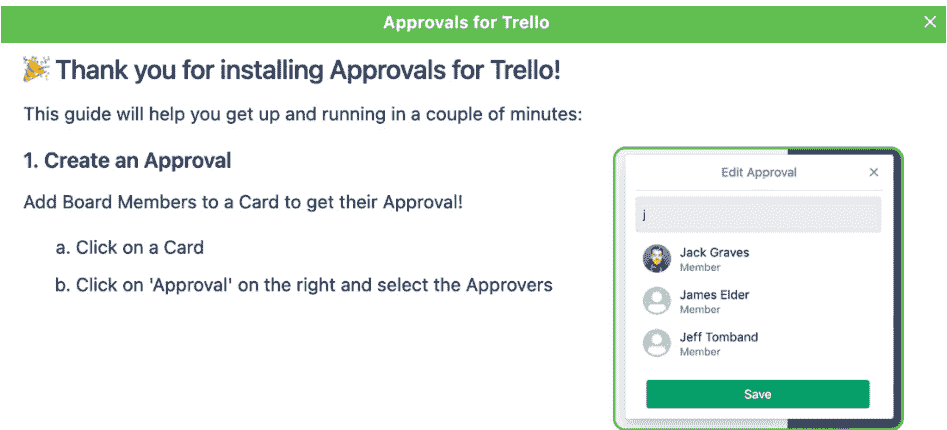 Approvals for Trello
🎉 Thank you for installing Approvals for Trello!
This guide will help you get up and running in a couple of minutes:
1. Create an Approval
Add Board Members to a Card to get their Approval!
a. Click on a Card
b. Click on 'Approval' on the right and select the Approvers
Edit Approval
j
Jack Graves
Member
James Elder
Member
Jeff Tomband
Member
Save